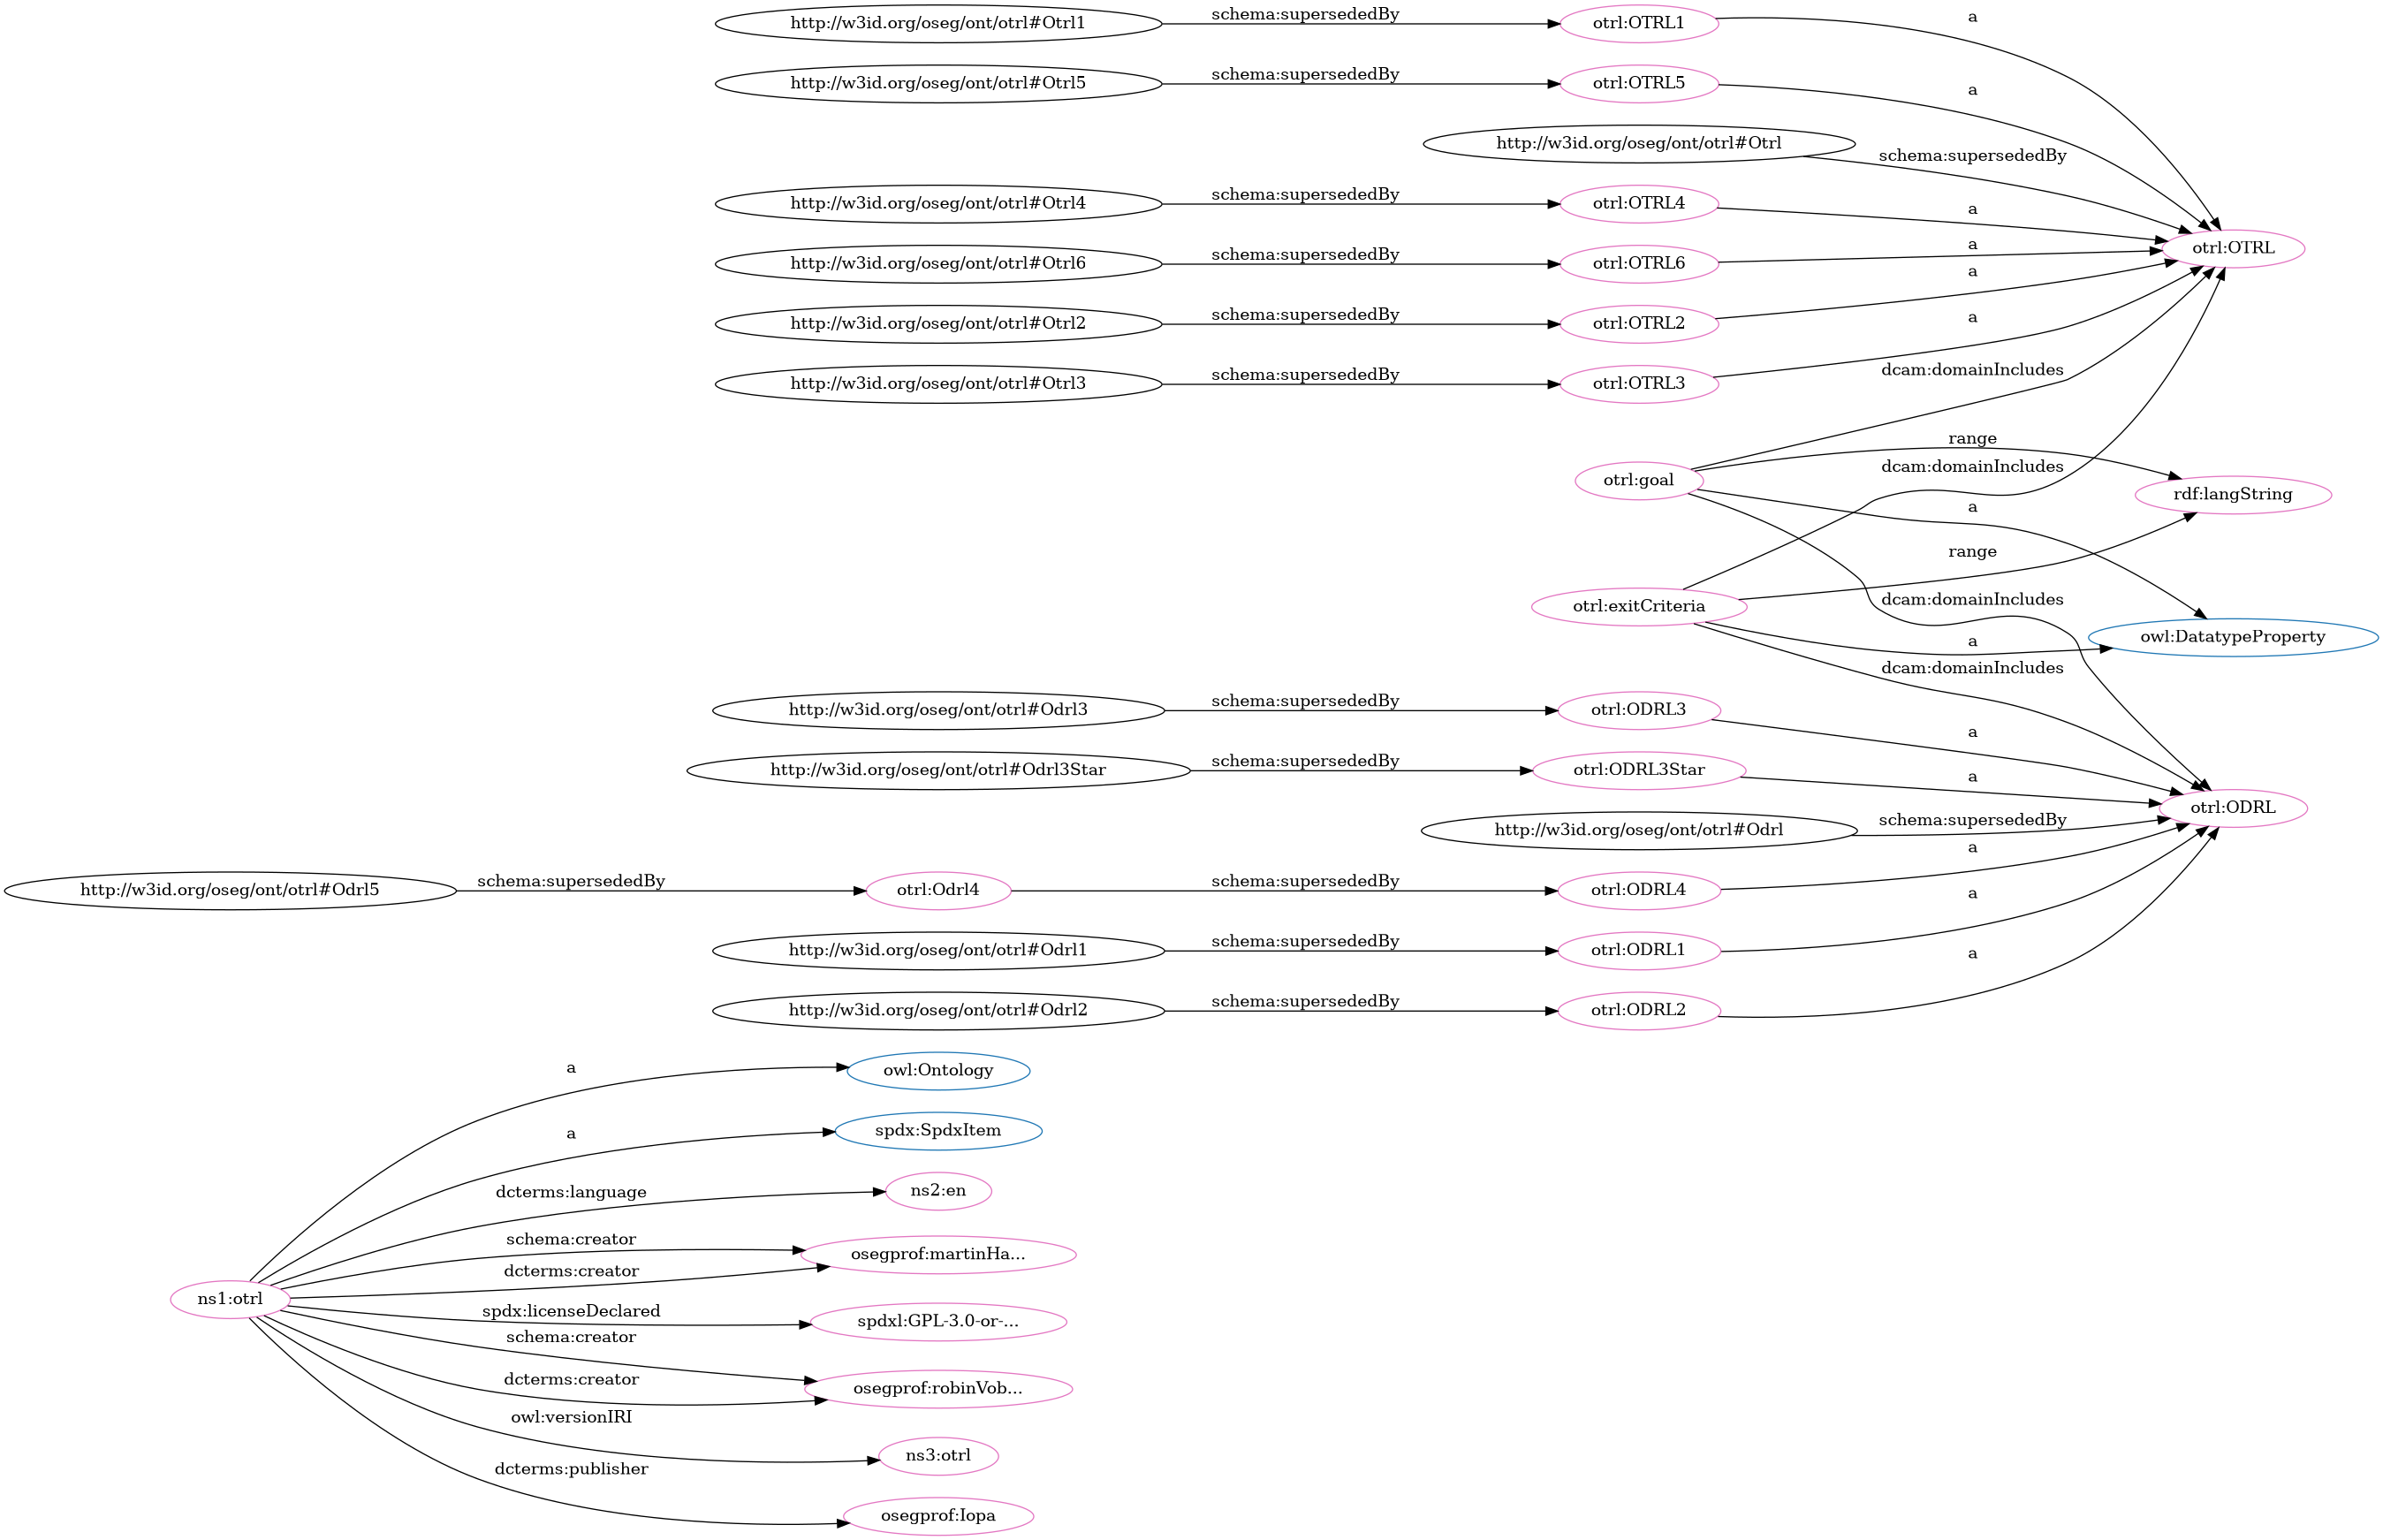 http://w3id.org/oseg/ont/otrl#Otrl1
schema:supersededBy
otrl:OTRL1
a
http://w3id.org/oseg/ont/otrl#Otrl5
schema:supersededBy
otrl:OTRL5
a
http://w3id.org/oseg/ont/otrl#Otrl
schema:supersededBy
http://w3id.org/oseg/ont/otrl#Otrl4
schema:supersededBy
otrl:OTRL4
a
otrl:OTRL
http://w3id.org/oseg/ont/otrl#Otrl6
schema:supersededBy
otrl:OTRL6
a
http://w3id.org/oseg/ont/otrl#Otrl2
schema:supersededBy
otrl:OTRL2
a
http://w3id.org/oseg/ont/otrl#Otrl3
schema:supersededBy
otrl:OTRL3
a
dcam:domainIncludes
otrl:goal
range
dcam:domainIncludes
rdf:langString
a
range
otrl:exitCriteria
dcam:domainIncludes
a
owl:DatatypeProperty
dcam:domainIncludes
http://w3id.org/oseg/ont/otrl#Odrl3
schema:supersededBy
otrl:ODRL3
a
http://w3id.org/oseg/ont/otrl#Odrl3Star
schema:supersededBy
otrl:ODRL3Star
a
otrl:ODRL
http://w3id.org/oseg/ont/otrl#Odrl
schema:supersededBy
http://w3id.org/oseg/ont/otrl#Odrl5
schema:supersededBy
otrl:Odrl4
schema:supersededBy
otrl:ODRL4
a
http://w3id.org/oseg/ont/otrl#Odrl1
schema:supersededBy
otrl:ODRL1
a
http://w3id.org/oseg/ont/otrl#Odrl2
schema:supersededBy
otrl:ODRL2
a
a
owl:Ontology
a
spdx:SpdxItem
dcterms:language
ns2:en
schema:creator
osegprof:martinHa...
dcterms:creator
ns1:otrl
spdx:licenseDeclared
spdxl:GPL-3.0-or-...
schema:creator
osegprof:robinVob...
dcterms:creator
owl:versionIRI
ns3:otrl
dcterms:publisher
osegprof:Iopa